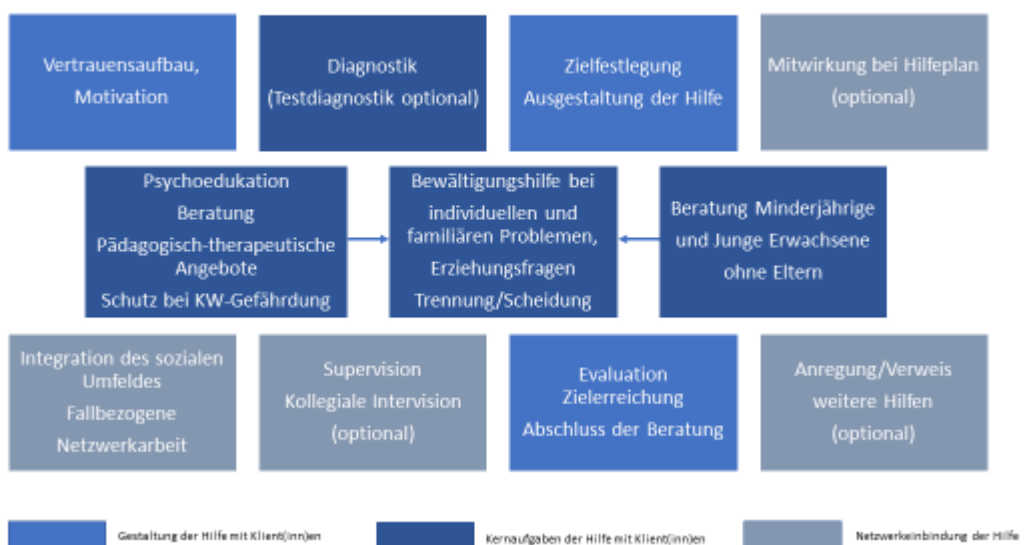 Vertrauensaufbau,
Motivation
Diagnostik
(Testdiagnostik optional)
Zielfestlegung
Ausgestaltung der Hilfe
Mitwirkung bei Hilfeplan
(optional)
Psychoedukation
Beratung
Pädagogisch-therapeutische
Angebote
Schutz bei KW-Gefährdung
Bewältigungshilfe bei
individuellen und
familiären Problemen,
Erziehungsfragen
Trennung/Scheidung
Beratung Minderjährige
und Junge Erwachsene
ohne Eltern
Integration des sozialen
Umfeldes
Fallbezogene
Netzwerkarbeit
Supervision
Kollegiale Intervision
(optional)
Evaluation
Zielerreichung
Abschluss der Beratung
Anregung/Verweis
weitere Hilfen
(optional)
Gestaltung der Hilfe mit Klient(inn)en
Kernaufgaben der Hilfe mit Klient(inn)en
Netzwerkeinbindung der Hilfe